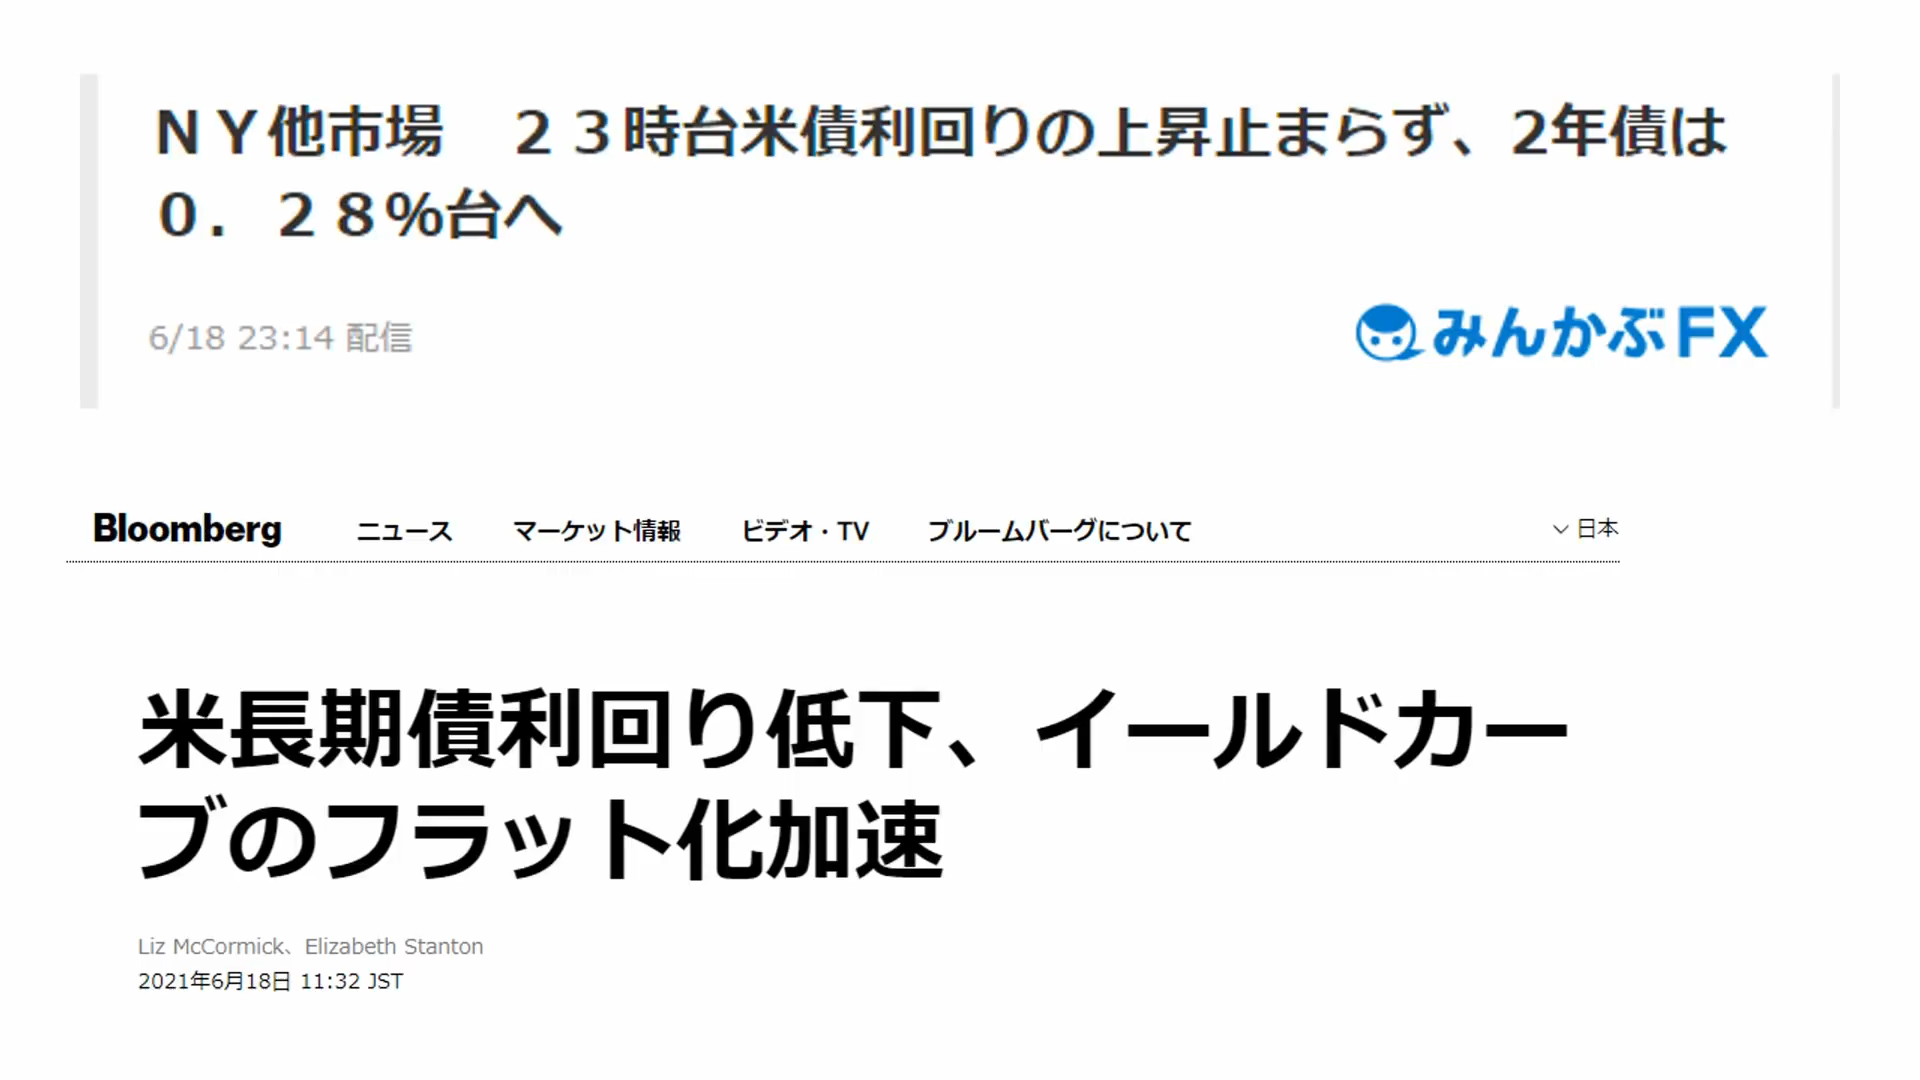 ＮＹ他市場　２３時台米債利回りの上昇止まらず、2年債は
０．２８％台へ
6/18 23:14 配信
みんかぶFX
Bloomberg ニュース マーケット情報 ビデオ・TV ブルームバーグについて 日本
米長期債利回り低下、イールドカー
ブのフラット化加速
Liz McCormick、Elizabeth Stanton
2021年6月18日 11:32 JST